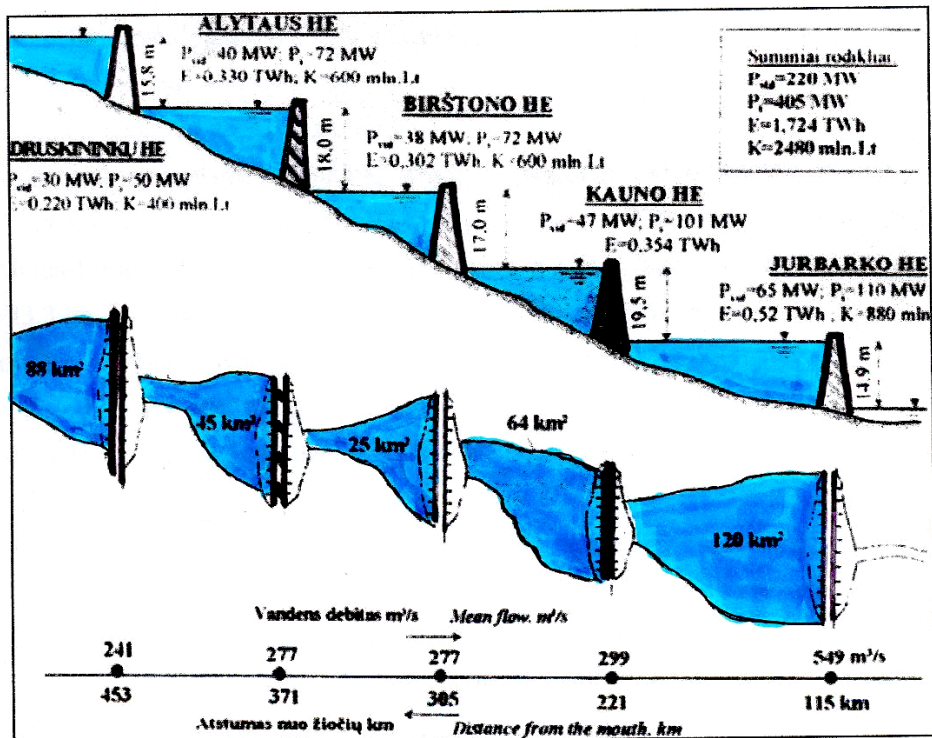 ALYTAUS HE
Pvid=40 MW; Pi=72 MW
E=0.330 TWh, K=600 mln.Lt
Suminiai rodikliai:
Pvid=220 MW
Pi=405 MW
E=1,724 TWh
K=2480 mln.Lt
15,8 m
BIRŠTONO HE
Pvid=38 MW; Pi=72 MW
E=0,302 TWh. K=600 mln.Lt
18,0 m
DRUSKININKŲ HE
Pvid=30 MW; Pi=50 MW
E=0.220 TWh; K=400 mln.Lt
KAUNO HE
Pvid=47 MW; Pi=101 MW
E=0,354 TWh
17,0 m
JURBARKO HE
Pvid=65 MW; Pi=110 MW
E=0,52 TWh , K=880 mln
19,5 m
14,9 m
88 km²
45 km²
25 km²
64 km²
120 km²
Vandens debitas m³/s Mean flow. m³/s
241 277 277 299 549 m³/s
453 371 305 221 115 km
Atstumas nuo žiočių km Distance from the mouth. km